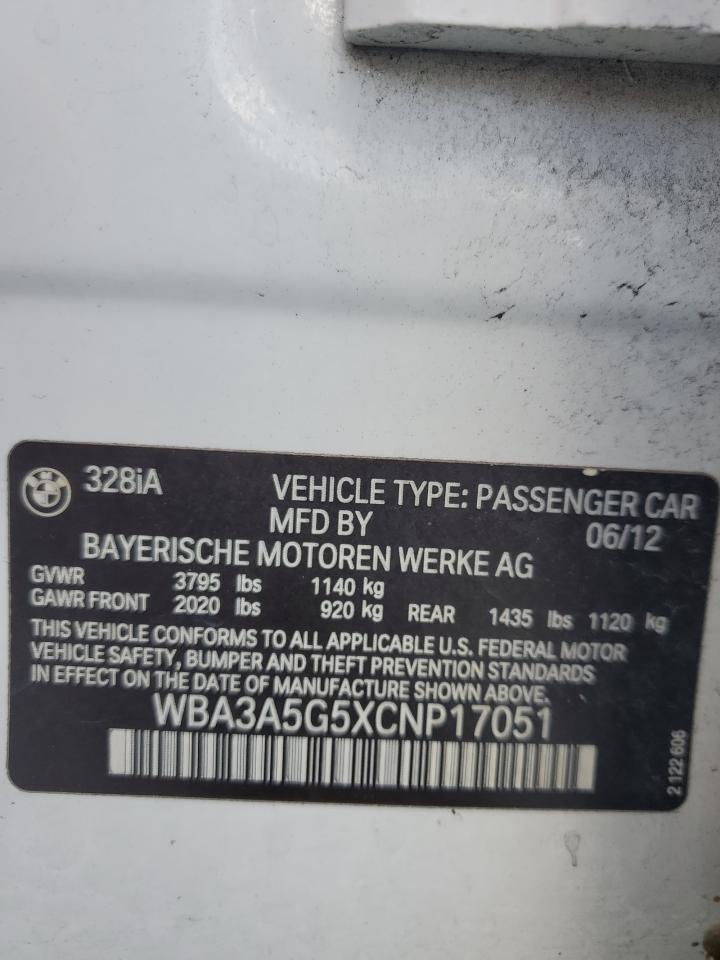 328iA VEHICLE TYPE: PASSENGER CAR
MFD BY 06/12
BAYERISCHE MOTOREN WERKE AG
GVWR 3795 lbs 1140 kg
GAWR FRONT 2020 lbs 920 kg REAR 1435 lbs 1120 kg
THIS VEHICLE CONFORMS TO ALL APPLICABLE U.S. FEDERAL MOTOR
VEHICLE SAFETY, BUMPER AND THEFT PREVENTION STANDARDS
IN EFFECT ON THE DATE OF MANUFACTURE SHOWN ABOVE.
WBA3A5G5XCNP17051
2 122 606